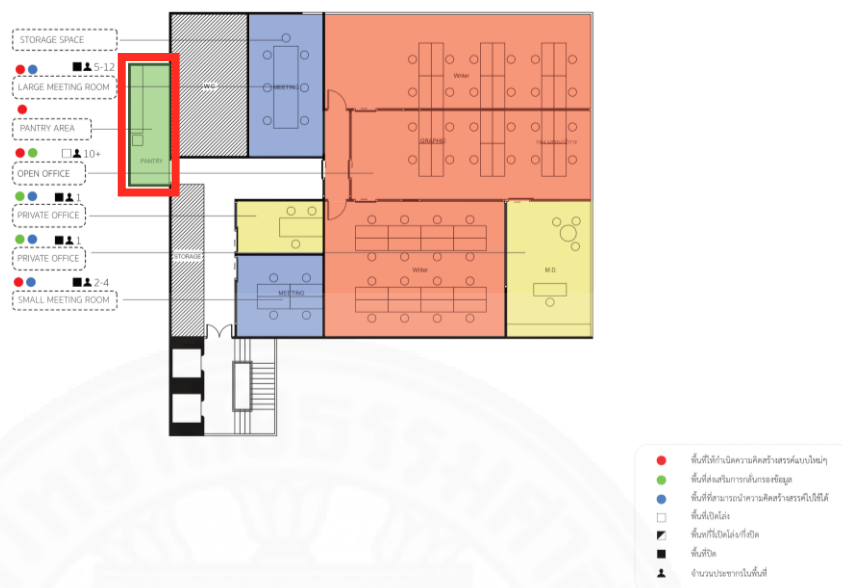 STORAGE SPACE
5-12
LARGE MEETING ROOM
PANTRY AREA
10+
OPEN OFFICE
1
PRIVATE OFFICE
1
PRIVATE OFFICE
2-4
SMALL MEETING ROOM
W.C
MEETING
PANTRY
STORAGE
MEETING
Writer
GRAPHIC
Writer
M.D.
พื้นที่ให้กำเนิดความคิดสร้างสรรค์แบบใหม่ๆ
พื้นที่ส่งเสริมการกลั่นกรองข้อมูล
พื้นที่ที่สามารถนำความคิดสร้างสรรค์ไปใช้ได้
พื้นที่เปิดโล่ง
พื้นที่กึ่งเปิดโล่ง/กึ่งปิด
พื้นที่ปิด
จำนวนประชากรในพื้นที่